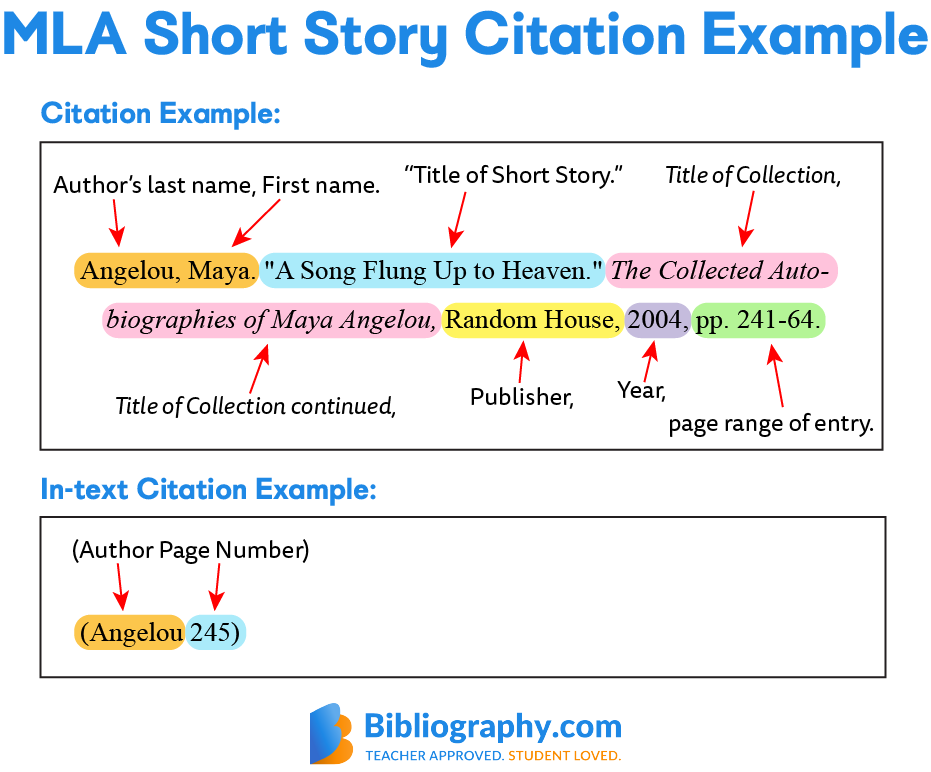 MLA Short Story Citation Example
Citation Example:
Author’s last name, First name.
“Title of Short Story.”
Title of Collection,
Angelou, Maya. "A Song Flung Up to Heaven." The Collected Auto-
biographies of Maya Angelou, Random House, 2004, pp. 241-64.
Title of Collection continued,
Publisher,
Year,
page range of entry.
In-text Citation Example:
(Author Page Number)
(Angelou 245)
Bibliography.com
TEACHER APPROVED. STUDENT LOVED.